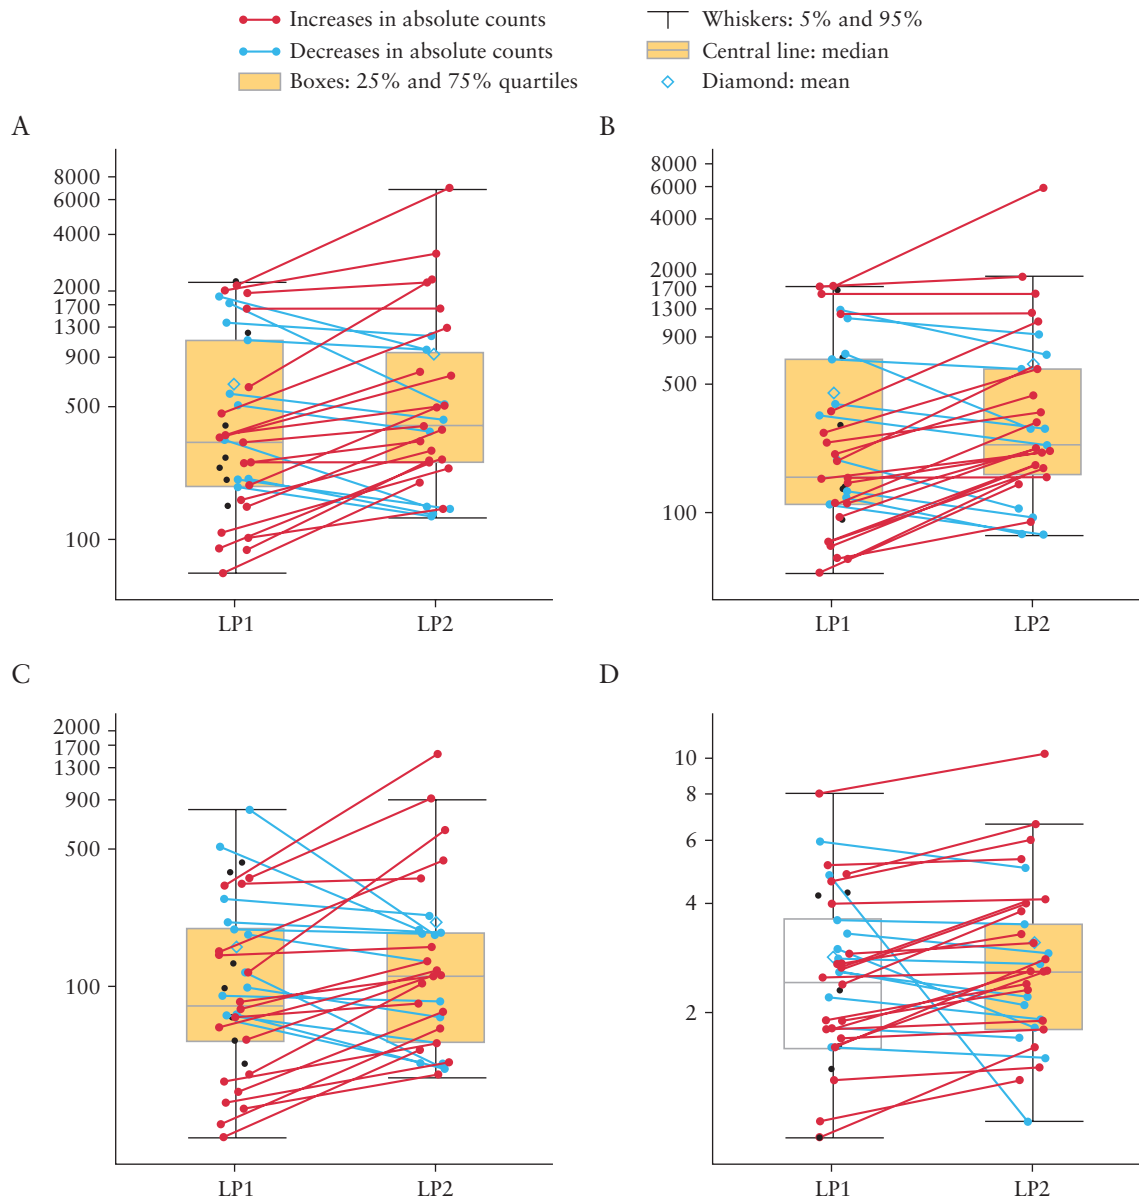 Increases in absolute counts
Decreases in absolute counts
Boxes: 25% and 75% quartiles
Whiskers: 5% and 95%
Central line: median
Diamond: mean
A
8000
6000
4000
2000
1700
1300
900
500
100
LP1 LP2
B
8000
6000
4000
2000
1700
1300
900
500
100
LP1 LP2
C
2000
1700
1300
900
500
100
LP1 LP2
D
10
8
6
4
2
LP1 LP2